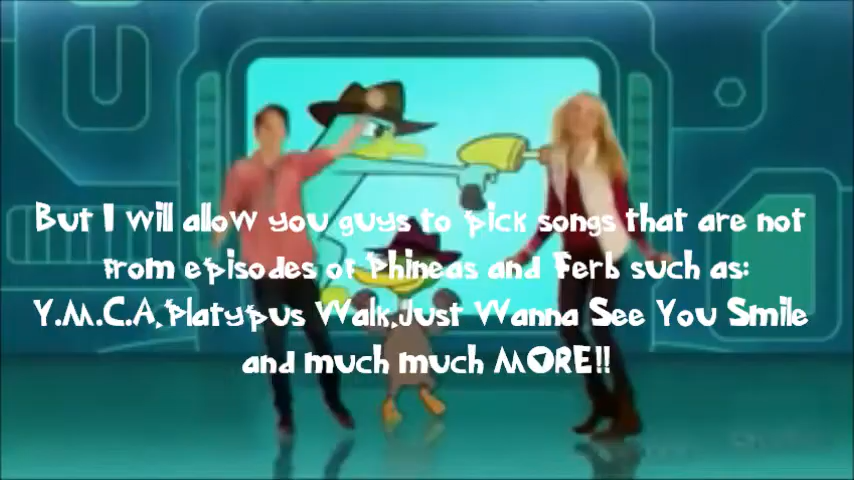 But I will allow you guys to pick songs that are not
from episodes of Phineas and Ferb such as:
Y.M.C.A,Platypus Walk,Just Wanna See You Smile
and much much MORE!!